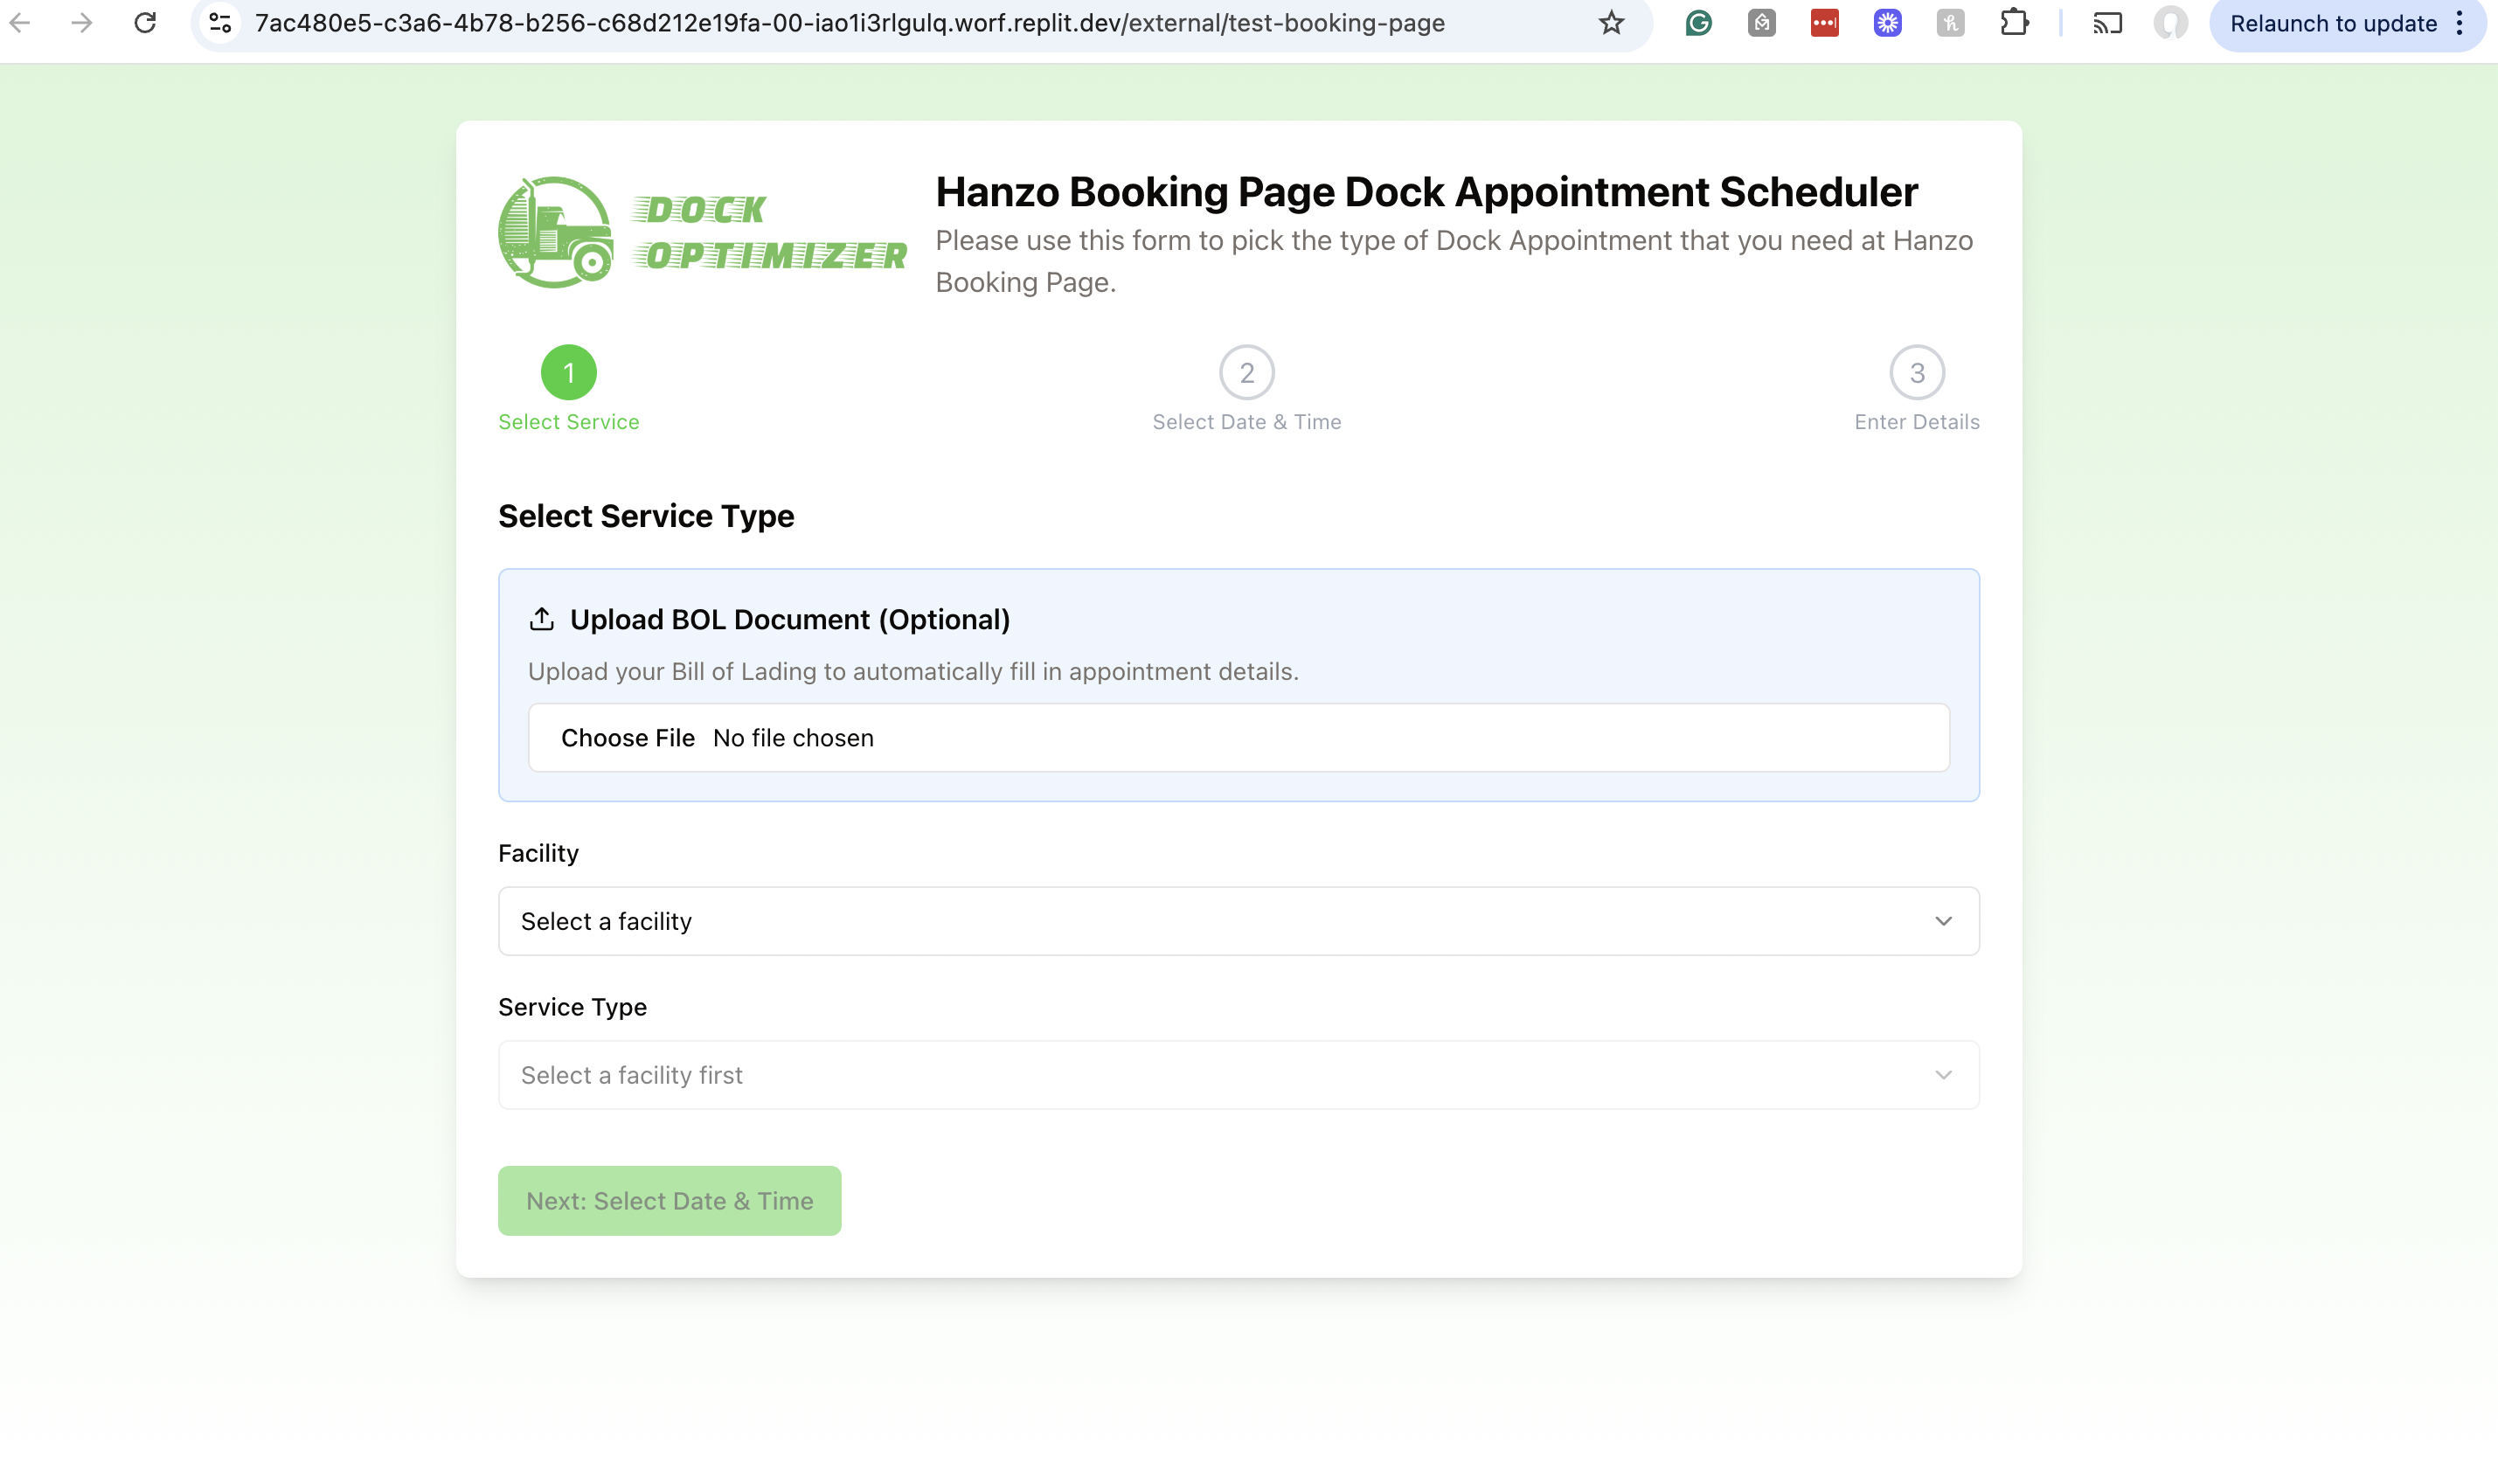 7ac480e5-c3a6-4b78-b256-c68d212e19fa-00-iao1i3rlgulq.worf.replit.dev/external/test-booking-page
Relaunch to update
DOCK
OPTIMIZER
Hanzo Booking Page Dock Appointment Scheduler
Please use this form to pick the type of Dock Appointment that you need at Hanzo
Booking Page.
1
2
3
Select Service
Select Date & Time
Enter Details
Select Service Type
Upload BOL Document (Optional)
Upload your Bill of Lading to automatically fill in appointment details.
Choose File No file chosen
Facility
Select a facility
Service Type
Select a facility first
Next: Select Date & Time